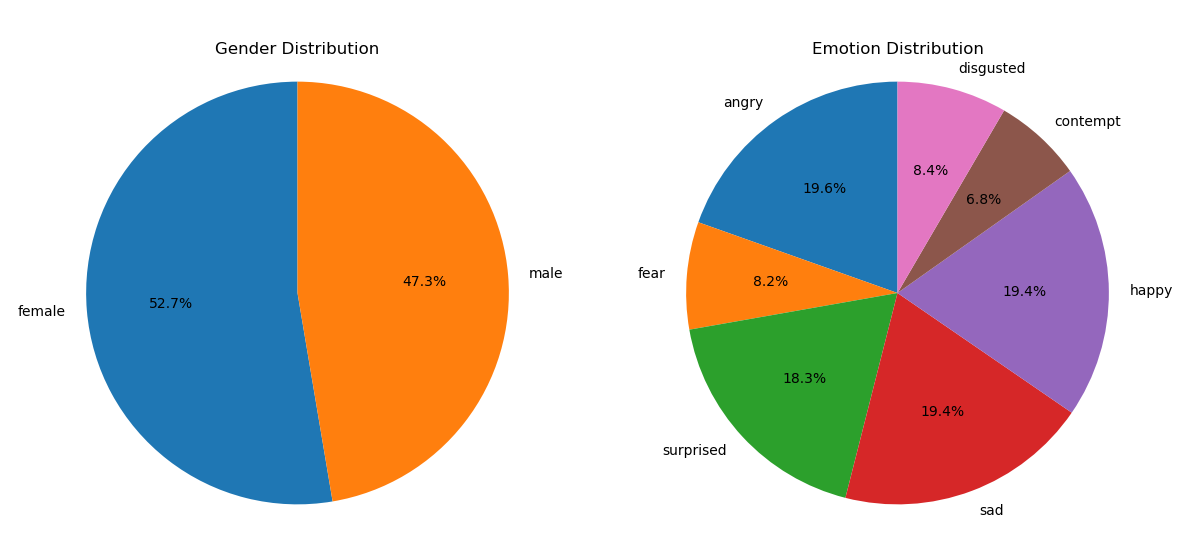 Gender Distribution
female
52.7%
47.3%
male
Emotion Distribution
disgusted
angry
contempt
8.4%
19.6%
6.8%
fear
8.2%
19.4%
happy
18.3%
19.4%
surprised
sad